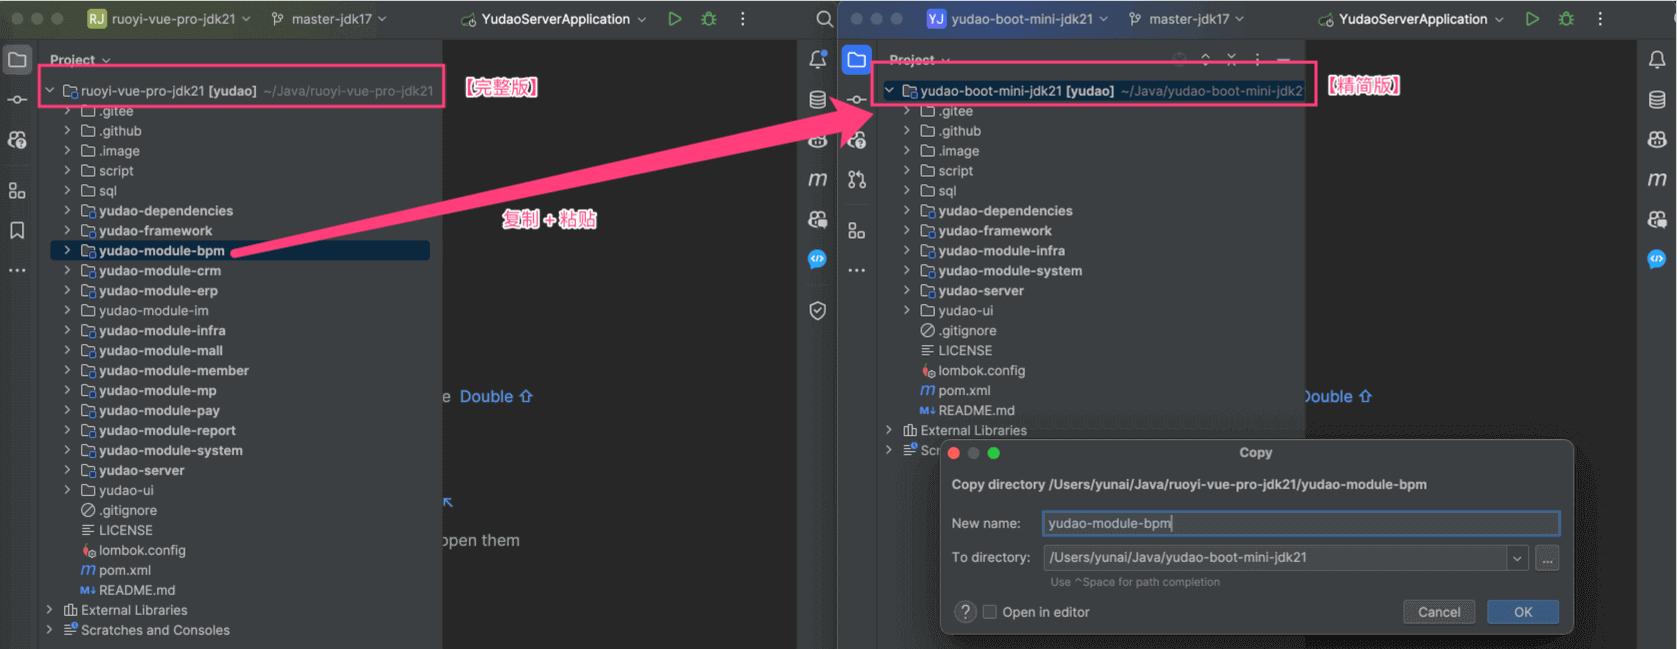 RJ ruoyi-vue-pro-jdk21 master-jdk17 YudaoServerApplication
Project
ruoyi-vue-pro-jdk21 [yudao] ~/Java/ruoyi-vue-pro-jdk21
【完整版】
.gitee
.github
.image
script
sql
yudao-dependencies
yudao-framework
yudao-module-bpm
yudao-module-crm
yudao-module-erp
yudao-module-im
yudao-module-infra
yudao-module-mall
yudao-module-member
yudao-module-mp
yudao-module-pay
yudao-module-report
yudao-module-system
yudao-server
yudao-ui
.gitignore
LICENSE
lombok.config
pom.xml
README.md
External Libraries
Scratches and Consoles
复制 + 粘贴
e Double ⇧
open them
YJ yudao-boot-mini-jdk21 master-jdk17 YudaoServerApplication
Project
yudao-boot-mini-jdk21 [yudao] ~/Java/yudao-boot-mini-jdk2
【精简版】
.gitee
.github
.image
script
sql
yudao-dependencies
yudao-framework
yudao-module-infra
yudao-module-system
yudao-server
yudao-ui
.gitignore
LICENSE
lombok.config
pom.xml
README.md
External Libraries
Scr
Double ⇧
Copy
Copy directory /Users/yunai/Java/ruoyi-vue-pro-jdk21/yudao-module-bpm
New name: yudao-module-bpm
To directory: /Users/yunai/Java/yudao-boot-mini-jdk21
Use ^Space for path completion
? Open in editor Cancel OK